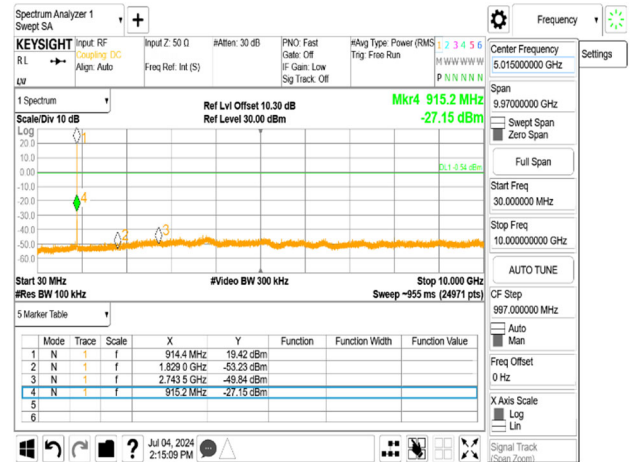 Spectrum Analyzer 1
Swept SA
Frequency
KEYSIGHT
Input: RF
Coupling: DC
Align: Auto
Input Z: 50 Ω
Freq Ref: Int (S)
#Atten: 30 dB
PNO: Fast
Gate: Off
IF Gain: Low
Sig Track: Off
#Avg Type: Power (RMS
Trig: Free Run
1 2 3 4 5 6
M W W W W W
P N N N N N
RL
Center Frequency
5.015000000 GHz
Settings
Span
9.97000000 GHz
Swept Span
Zero Span
Full Span
Start Freq
30.000000 MHz
Stop Freq
10.000000000 GHz
AUTO TUNE
CF Step
997.000000 MHz
Auto
Man
Freq Offset
0 Hz
X Axis Scale
Log
Lin
Signal Track
(Span Zoom)
1 Spectrum
Scale/Div 10 dB
Ref Lvl Offset 10.30 dB
Ref Level 30.00 dBm
Mkr4 915.2 MHz
-27.15 dBm
Log
20.0
10.0
0.00
-10.0
-20.0
-30.0
-40.0
-50.0
-60.0
1
4
2
3
DL1 -0.54 dBm
Start 30 MHz
#Res BW 100 kHz
#Video BW 300 kHz
Stop 10.000 GHz
Sweep ~955 ms (24971 pts)
5 Marker Table
Mode Trace Scale X Y Function Function Width Function Value
1 N 1 f 914.4 MHz 19.42 dBm
2 N 1 f 1.829 0 GHz -53.23 dBm
3 N 1 f 2.743 5 GHz -49.84 dBm
4 N 1 f 915.2 MHz -27.15 dBm
5
6
?
Jul 04, 2024
2:15:09 PM